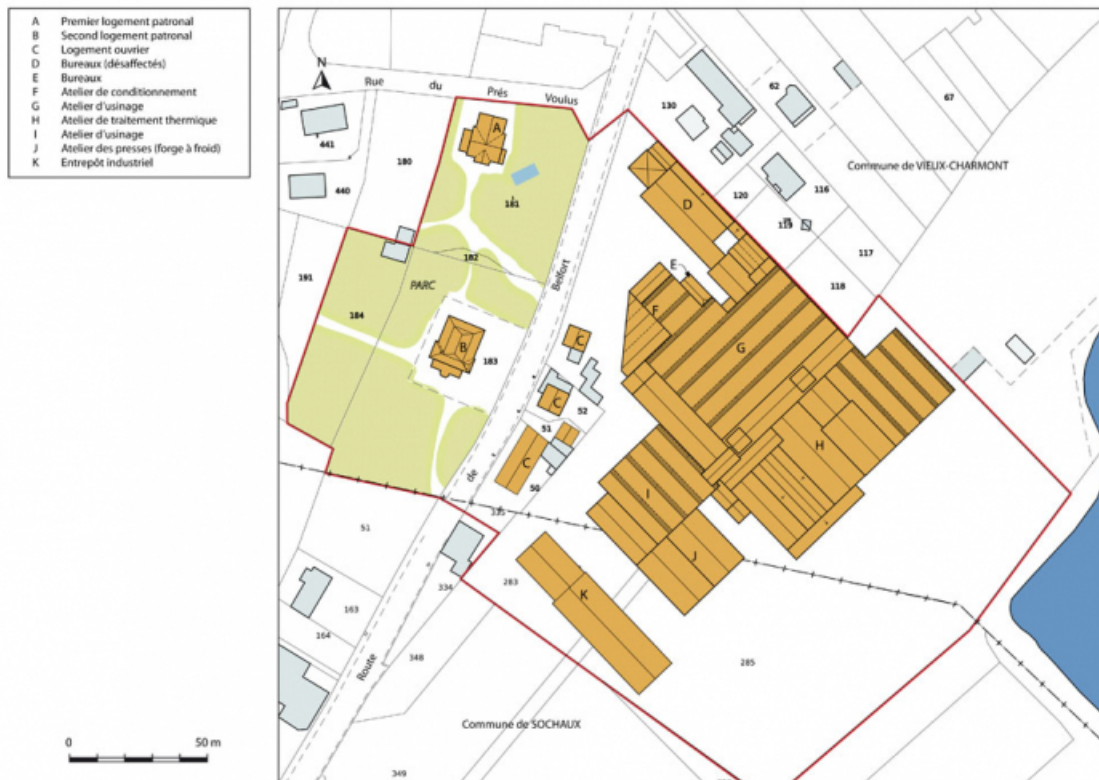 A Premier logement patronal
B Second logement patronal
C Logement ouvrier
D Bureaux (désaffectés)
E Bureaux
F Atelier de conditionnement
G Atelier d'usinage
H Atelier de traitement thermique
I Atelier d'usinage
J Atelier des presses (forge à froid)
K Entrepôt industriel
N
Rue du Prés Voulus
441
440
180
A
181
182
191
PARC
184
B
183
Route de Belfort
130
62
67
Commune de VIEUX-CHARMONT
120
116
119
117
118
D
E
F
G
H
I
J
K
C
C
C
52
51
50
335
51
163
164
334
283
348
285
349
Commune de SOCHAUX
0 50 m